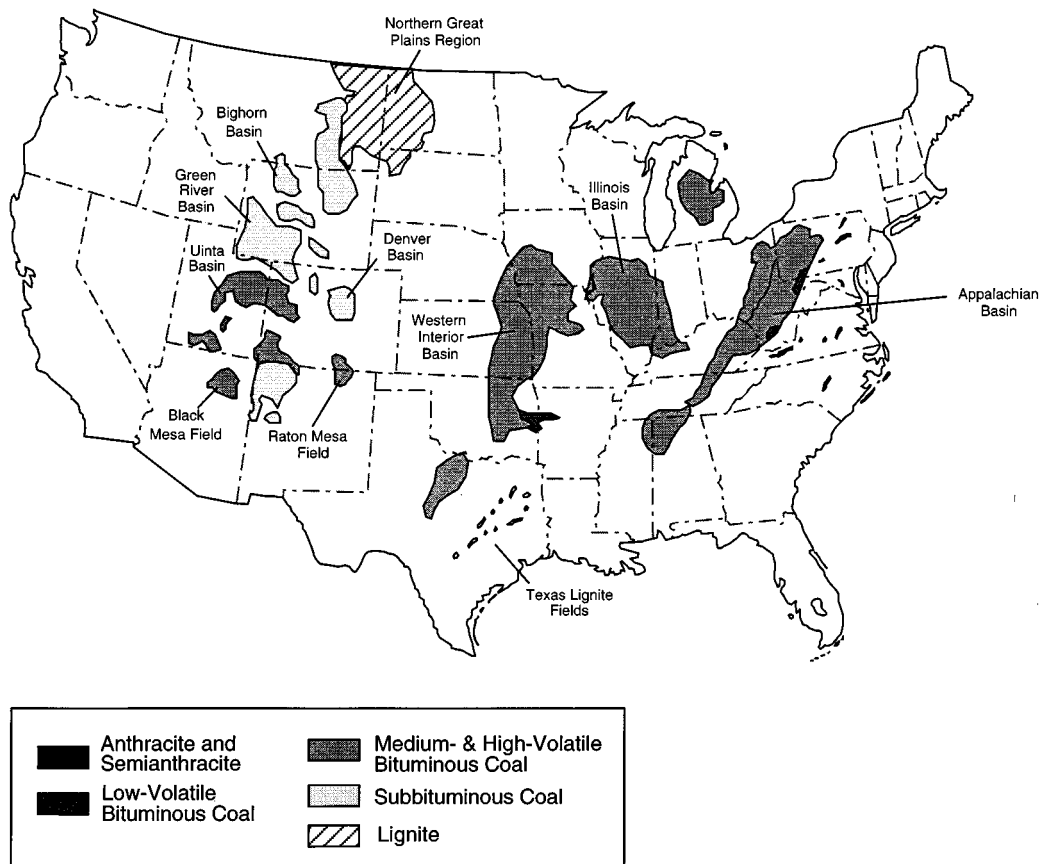 Northern Great
Plains Region
Bighorn
Basin
Green
River
Basin
Illinois
Basin
Uinta
Basin
Denver
Basin
Western
Interior
Basin
Appalachian
Basin
Black
Mesa Field
Raton Mesa
Field
Texas Lignite
Fields
Anthracite and
Semianthracite
Low-Volatile
Bituminous Coal
Medium- & High-Volatile
Bituminous Coal
Subbituminous Coal
Lignite